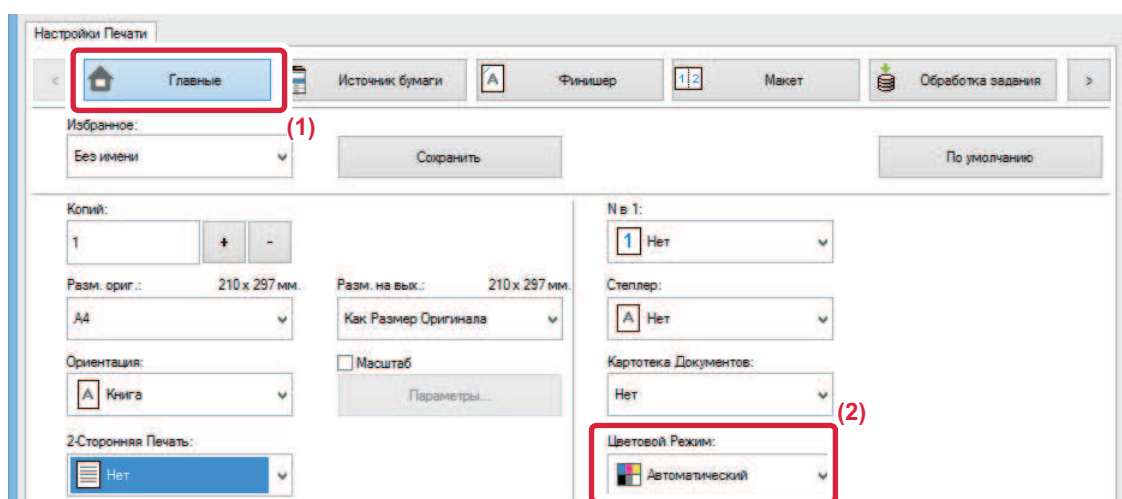 Настройки Печати
< Главные Источник бумаги A Финишер 1 2 Макет Обработка задания >
(1)
Избранное:
Без имени Сохранить По умолчанию
Копий: N в 1:
1 + - 1 Нет
Разм. ориг.: 210 x 297 мм. Разм. на вых.: 210 x 297 мм. Степлер:
A4 Как Размер Оригинала A Нет
Ориентация: Масштаб Картотека Документов:
A Книга Параметры... Нет
(2)
2-Сторонняя Печать: Цветовой Режим:
Нет Автоматический